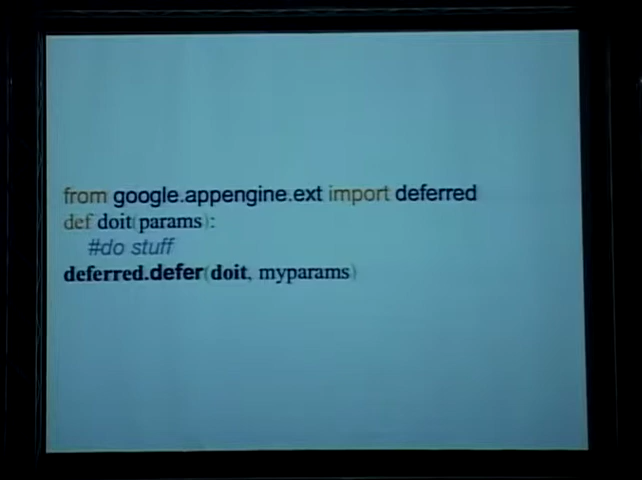 from google.appengine.ext import deferred
def doit(params):
#do stuff
deferred.defer(doit, myparams)